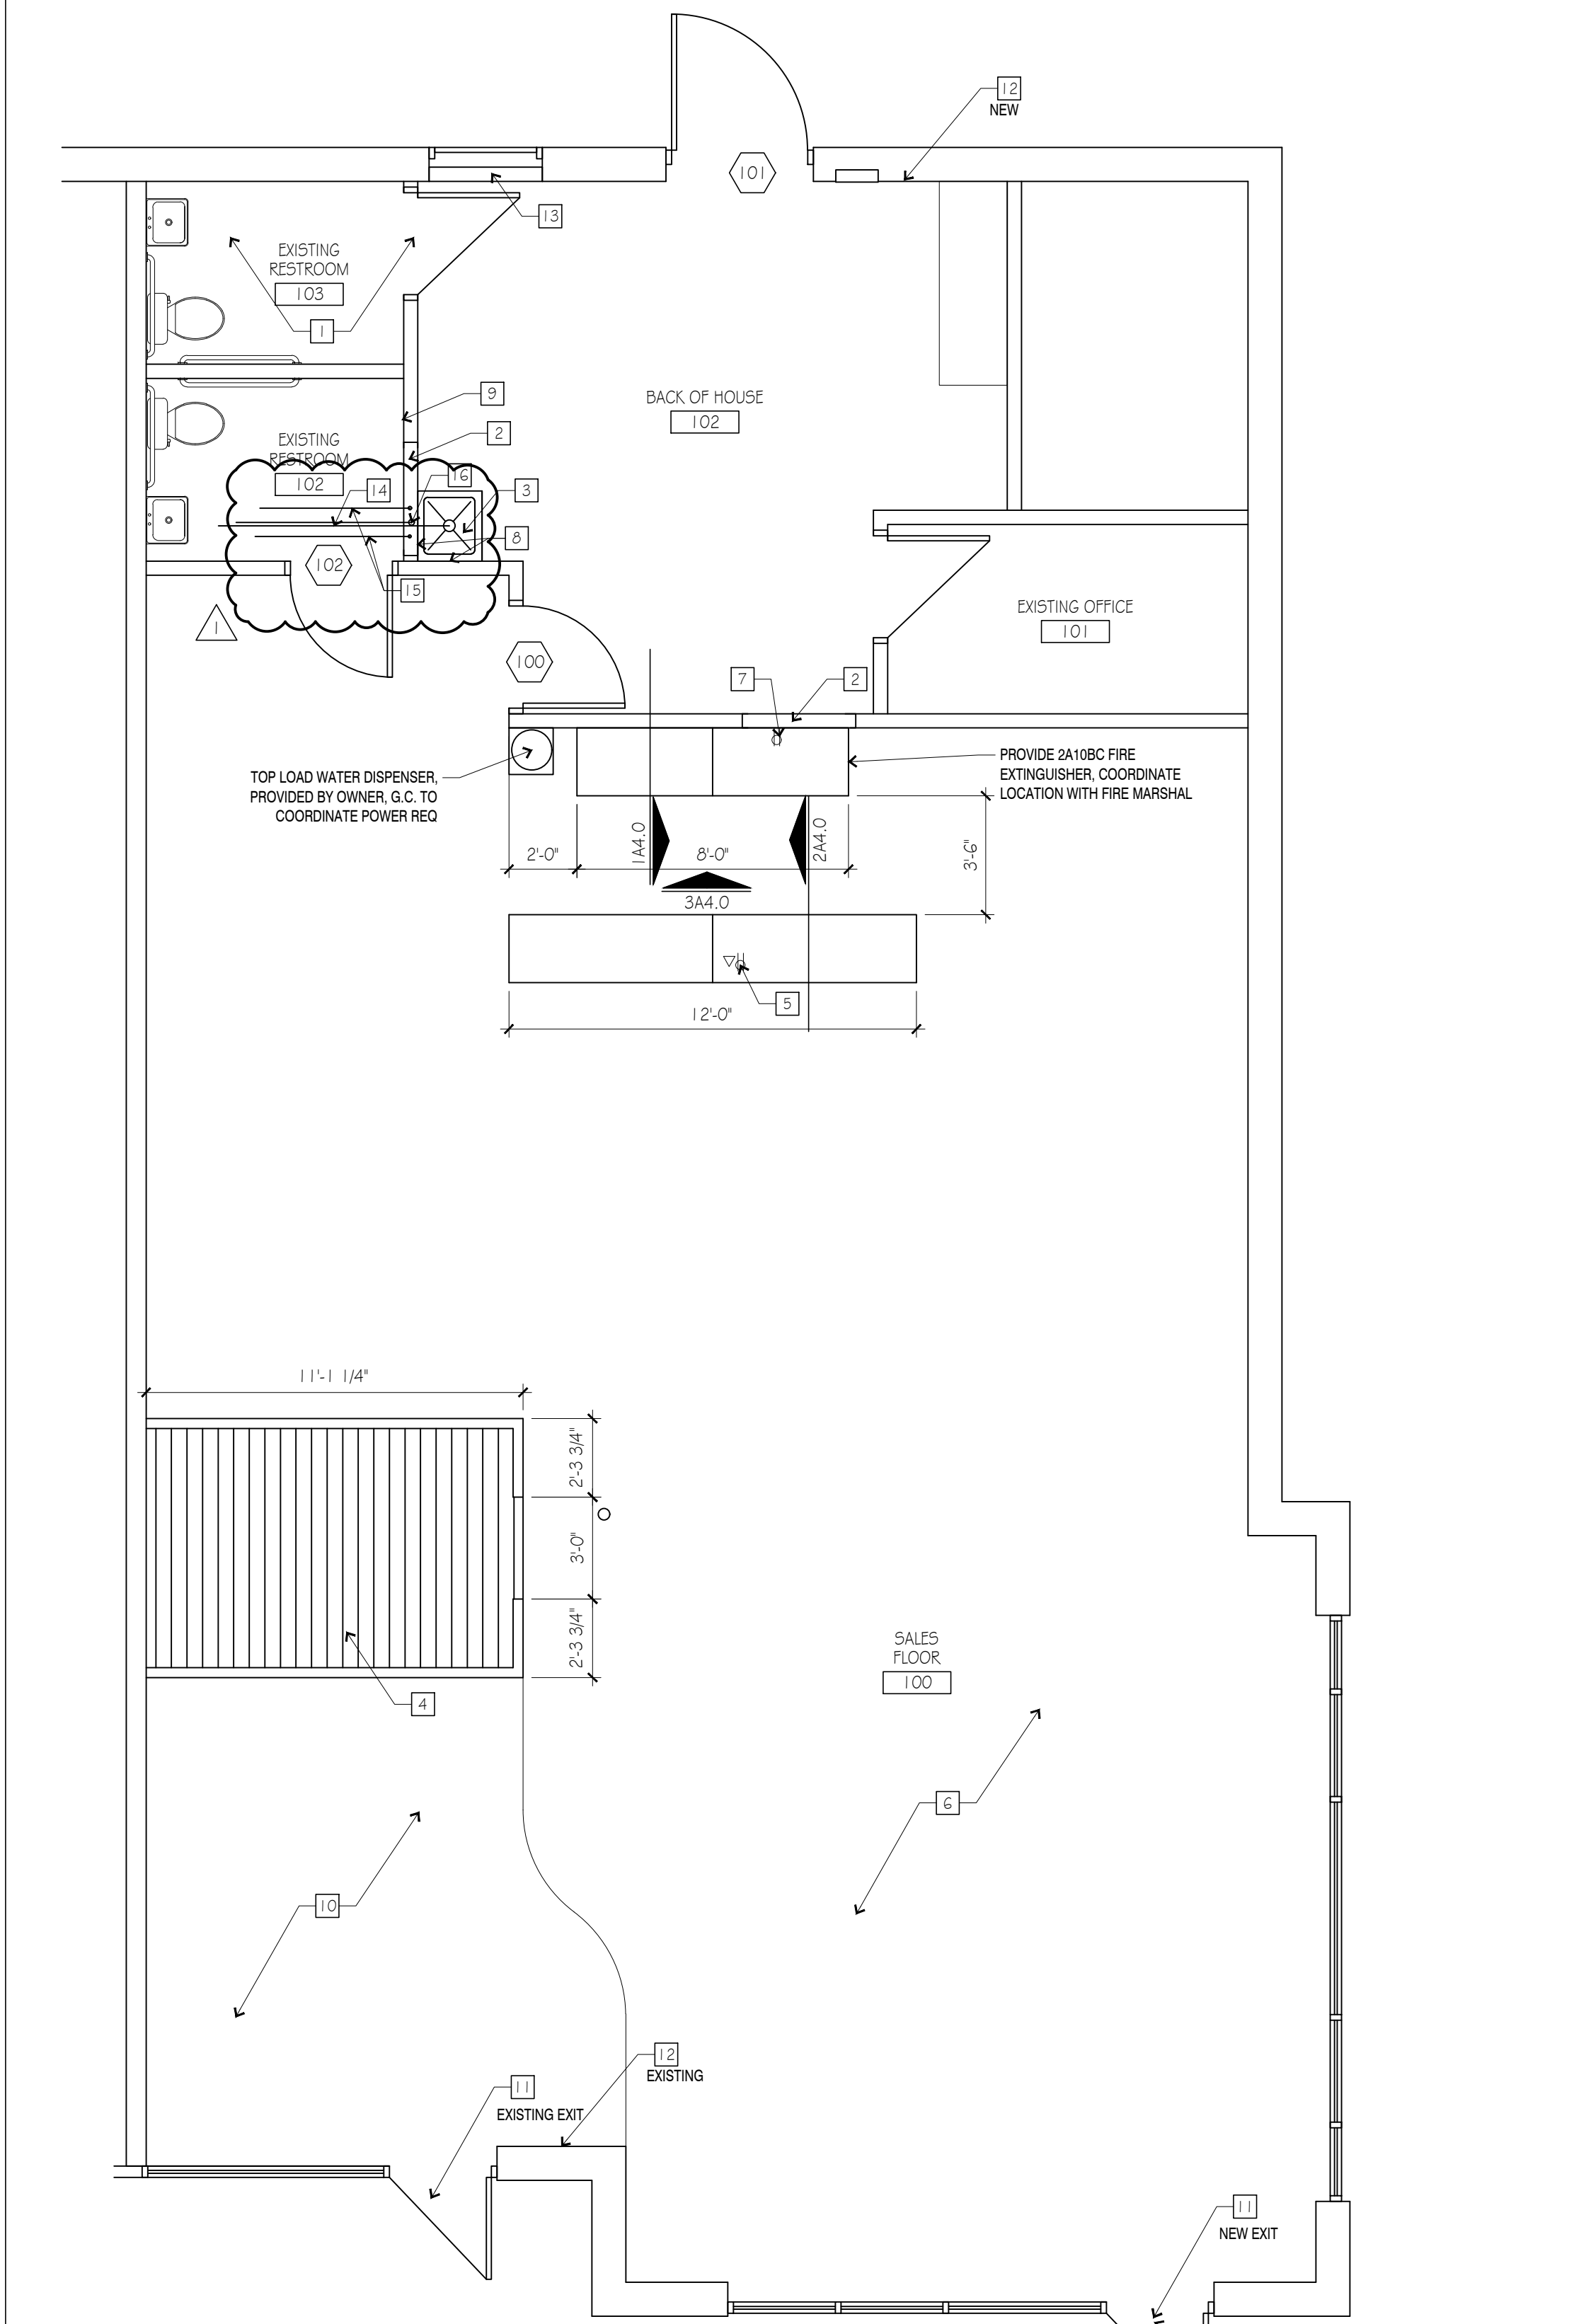 12
NEW
101
13
EXISTING
RESTROOM
103
1
9
BACK OF HOUSE
102
2
EXISTING
RESTROOM
102
16
14
3
8
102
15
1
EXISTING OFFICE
101
100
7
2
TOP LOAD WATER DISPENSER,
PROVIDED BY OWNER, G.C. TO
COORDINATE POWER REQ
PROVIDE 2A10BC FIRE
EXTINGUISHER, COORDINATE
LOCATION WITH FIRE MARSHAL
2'-0"
1A4.0
8'-0"
2A4.0
3'-6"
3A4.0
5
12'-0"
11'-1 1/4"
2'-3 3/4"
3'-0"
2'-3 3/4"
SALES
FLOOR
100
4
6
10
12
EXISTING
11
EXISTING EXIT
11
NEW EXIT